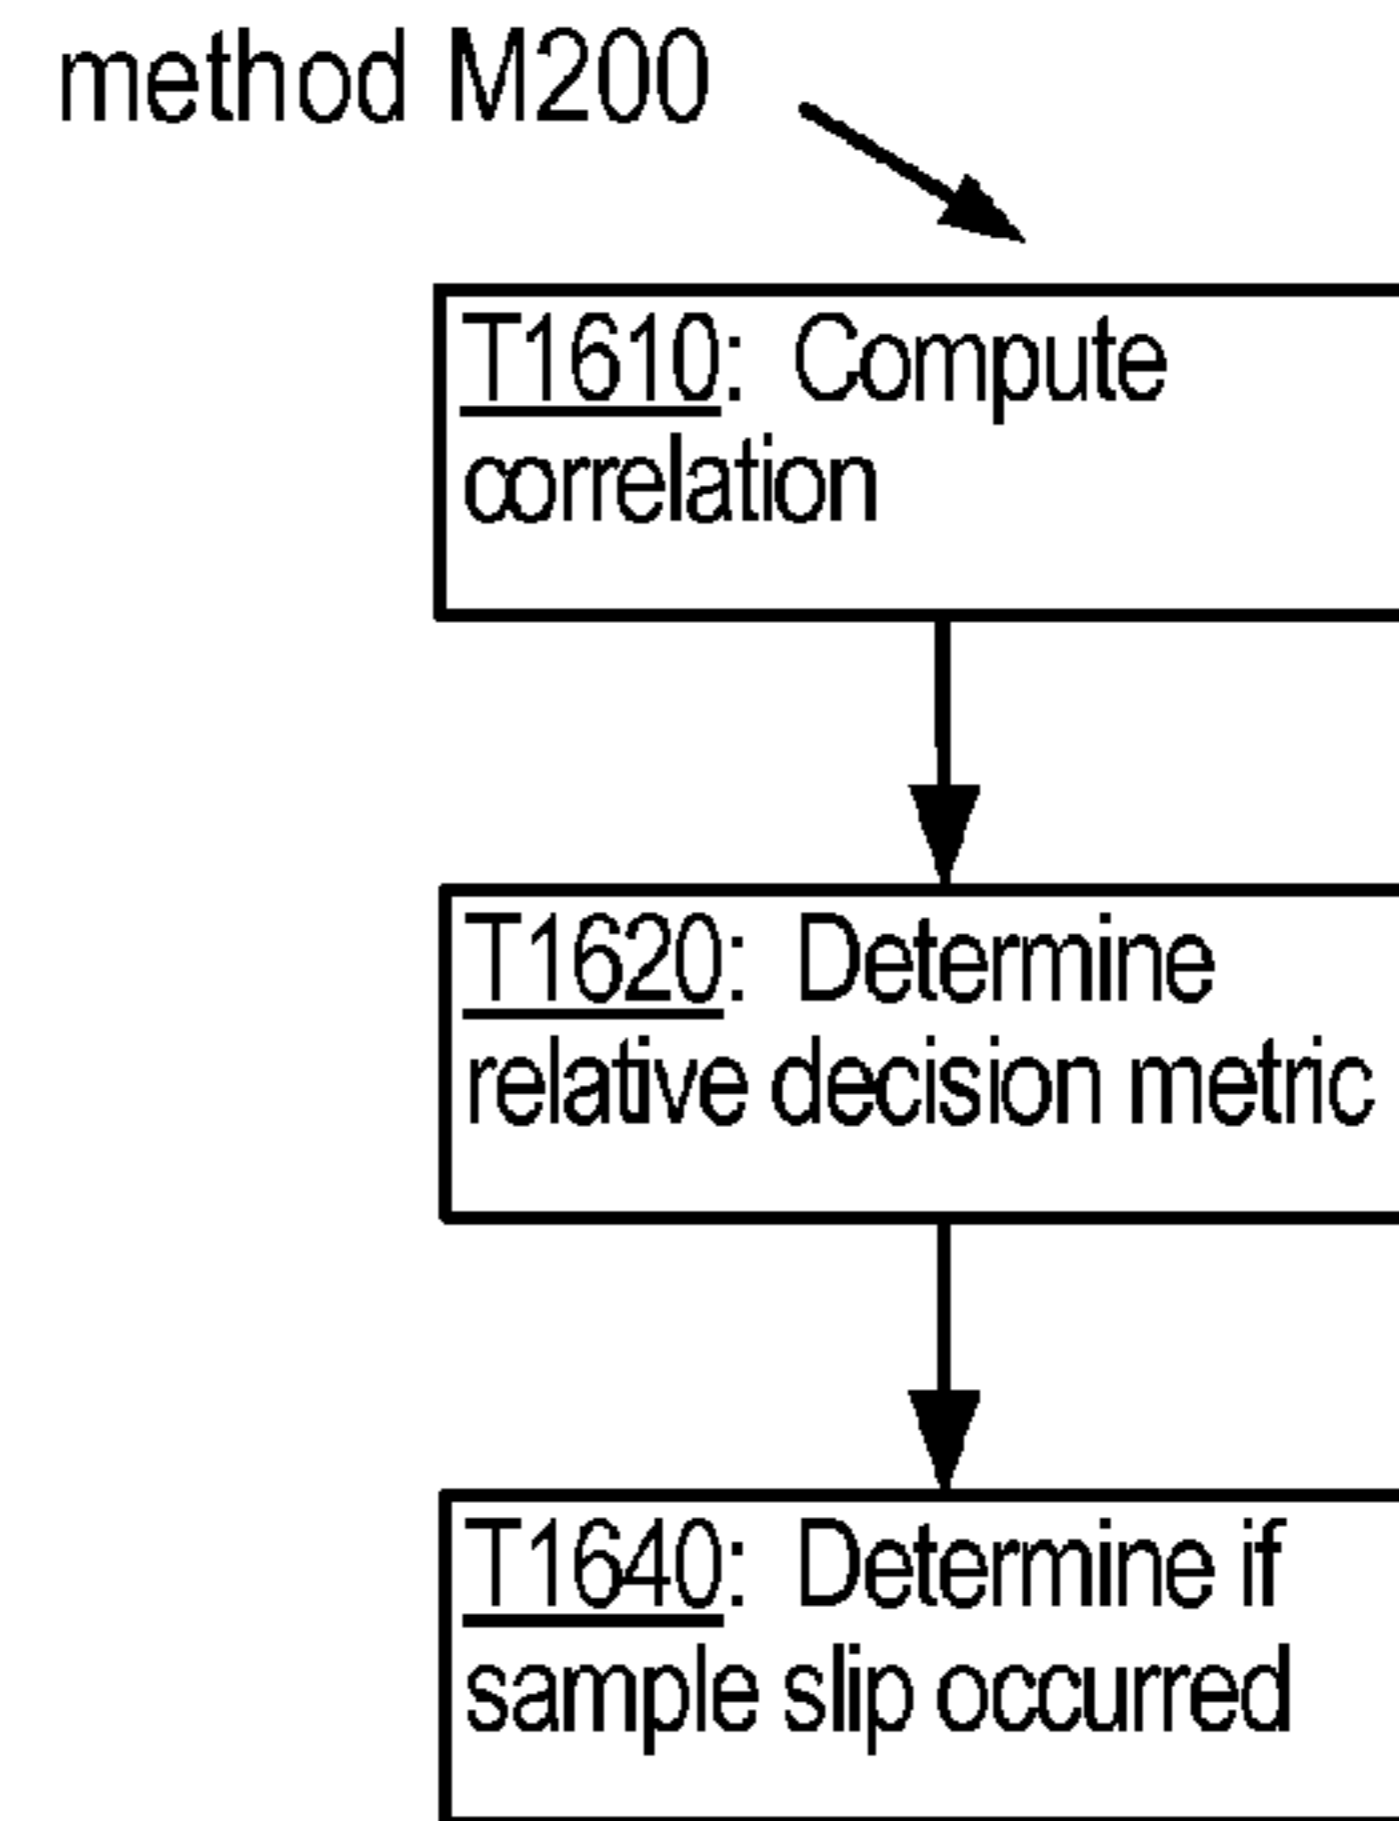 method M200
T1610: Compute
correlation
T1620: Determine
relative decision metric
T1640: Determine if
sample slip occurred